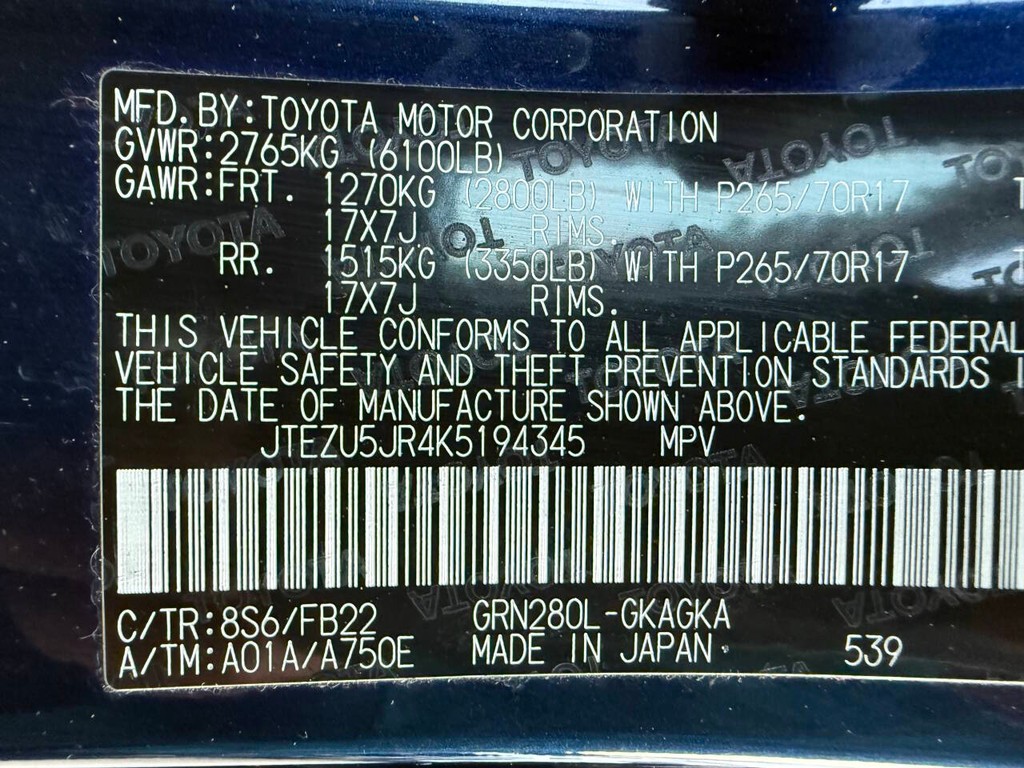 MFD.BY:TOYOTA MOTOR CORPORATION
GVWR:2765KG (6100LB)
GAWR:FRT. 1270KG (2800LB) WITH P265/70R17 T
17X7J RIMS.
RR. 1515KG (3350LB) WITH P265/70R17 T
17X7J RIMS.
THIS VEHICLE CONFORMS TO ALL APPLICABLE FEDERAL
VEHICLE SAFETY AND THEFT PREVENTION STANDARDS I
THE DATE OF MANUFACTURE SHOWN ABOVE.
JTEZU5JR4K5194345 MPV
C/TR:8S6/FB22 GRN280L-GKAGKA
A/TM:A01A/A750E MADE IN JAPAN 539